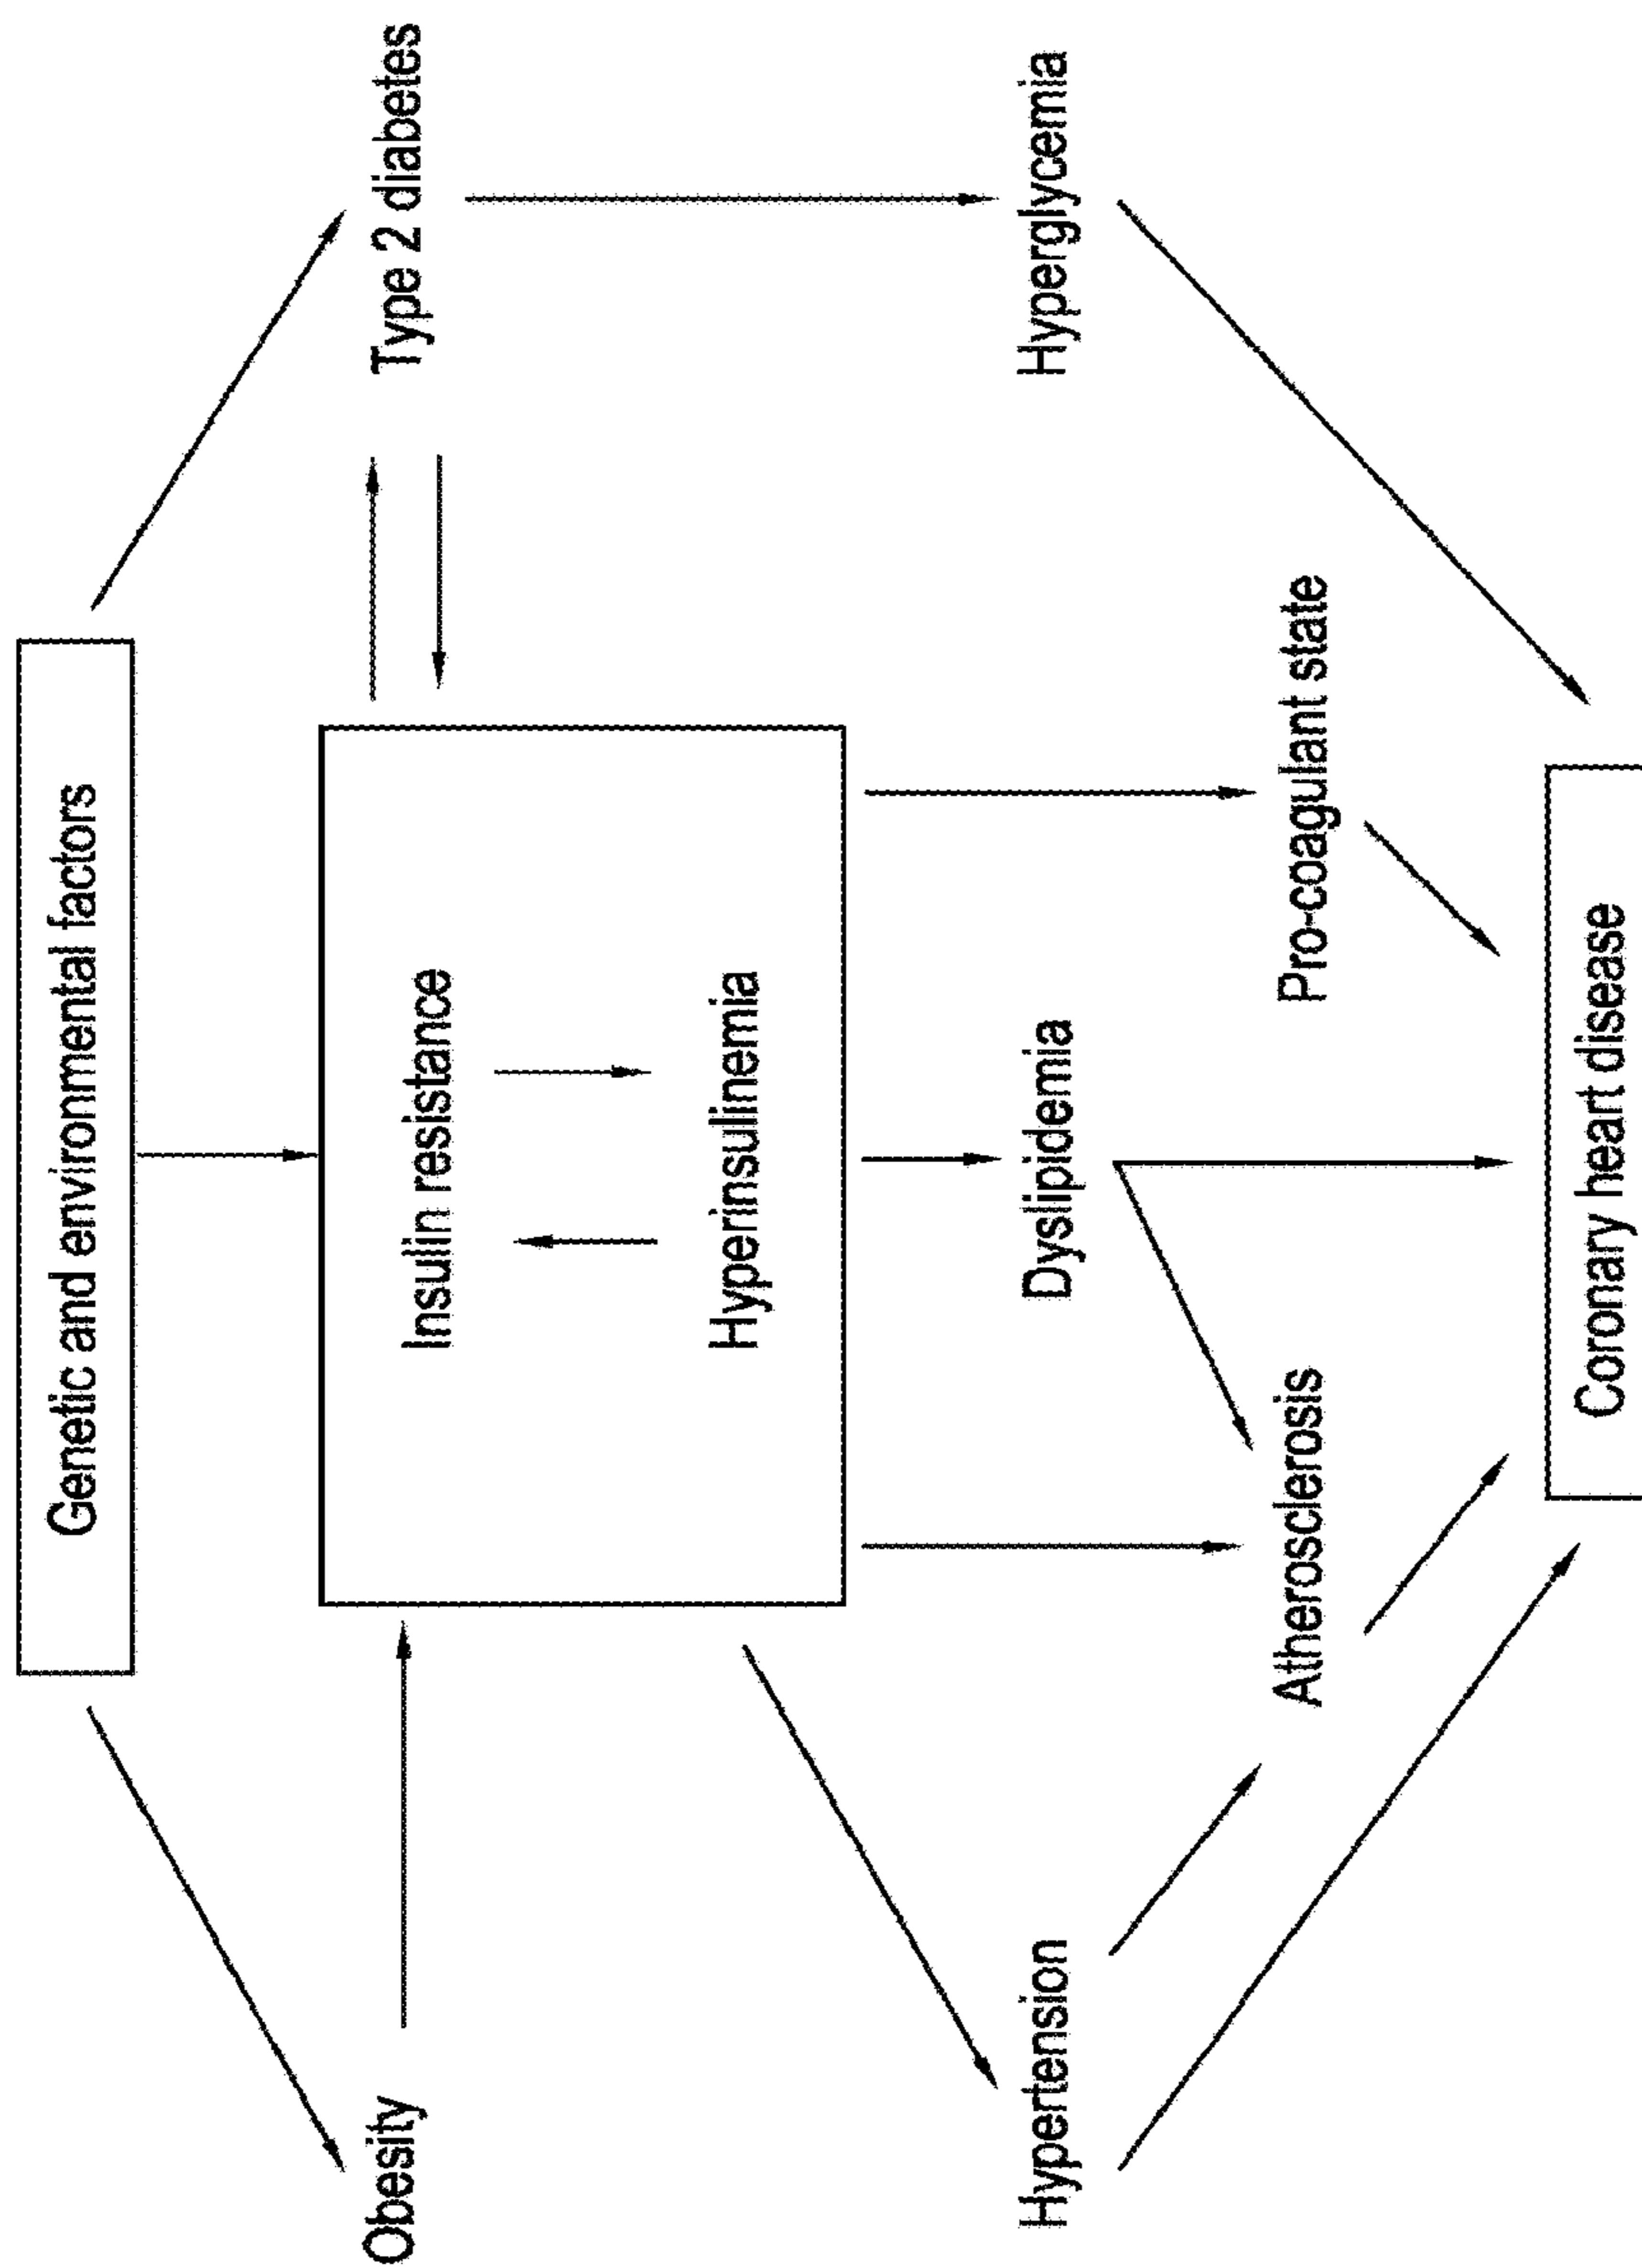 Genetic and environmental factors
Obesity
Type 2 diabetes
Insulin resistance
Hyperinsulinemia
Hypertension
Dyslipidemia
Hyperglycemia
Atherosclerosis
Pro-coagulant state
Coronary heart disease